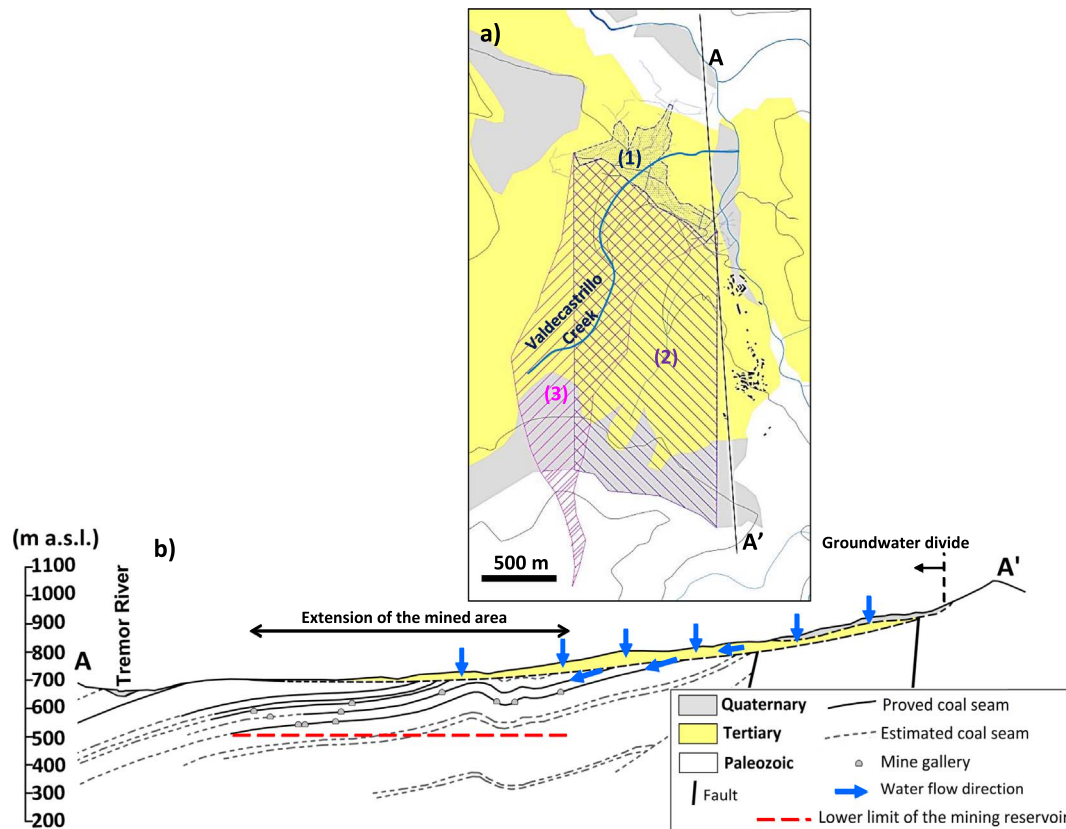 a)
A
(1)
Valdecastrillo
Creek
(2)
(3)
A'
500 m
(m a.s.l.)
b)
1100
1000
900
800
700
600
500
400
300
200
A
Tremor River
Extension of the mined area
Groundwater divide
A'
Quaternary
Tertiary
Paleozoic
Fault
Proved coal seam
Estimated coal seam
Mine gallery
Water flow direction
Lower limit of the mining reservoir